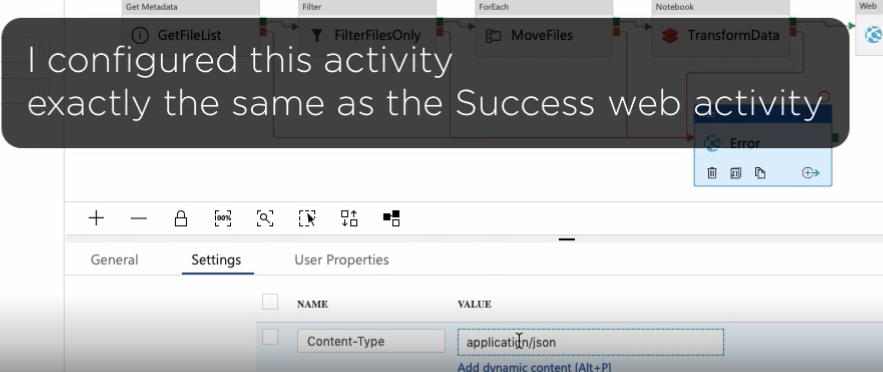 Get Metadata
Filter
ForEach
Notebook
Web
GetFileList
FilterFilesOnly
MoveFiles
TransformData
I configured this activity
exactly the same as the Success web activity
Error
General
Settings
User Properties
NAME
VALUE
Content-Type
application/json
Add dynamic content [Alt+P]